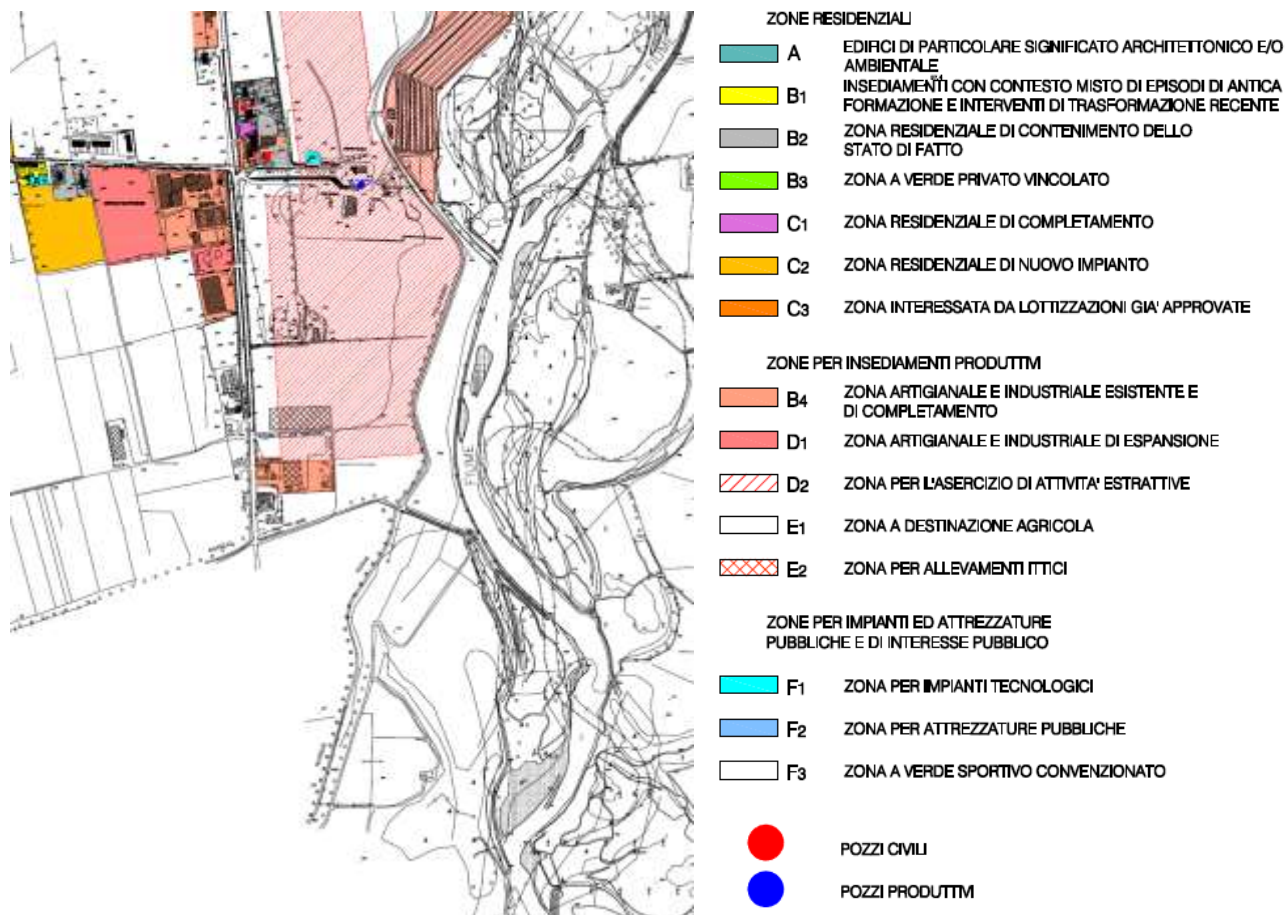 ZONE RESIDENZIALI
A EDIFICI DI PARTICOLARE SIGNIFICATO ARCHITETTONICO E/O
AMBIENTALE
B1 INSEDIAMENTI CON CONTESTO MISTO DI EPISODI DI ANTICA
FORMAZIONE E INTERVENTI DI TRASFORMAZIONE RECENTE
B2 ZONA RESIDENZIALE DI CONTENIMENTO DELLO
STATO DI FATTO
B3 ZONA A VERDE PRIVATO VINCOLATO
C1 ZONA RESIDENZIALE DI COMPLETAMENTO
C2 ZONA RESIDENZIALE DI NUOVO IMPIANTO
C3 ZONA INTERESSATA DA LOTTIZZAZIONI GIA' APPROVATE
ZONE PER INSEDIAMENTI PRODUTTIVI
B4 ZONA ARTIGIANALE E INDUSTRIALE ESISTENTE E
DI COMPLETAMENTO
D1 ZONA ARTIGIANALE E INDUSTRIALE DI ESPANSIONE
D2 ZONA PER L'ASERCIZIO DI ATTIVITA' ESTRATTIVE
E1 ZONA A DESTINAZIONE AGRICOLA
E2 ZONA PER ALLEVAMENTI ITTICI
ZONE PER IMPIANTI ED ATTREZZATURE
PUBBLICHE E DI INTERESSE PUBBLICO
F1 ZONA PER IMPIANTI TECNOLOGICI
F2 ZONA PER ATTREZZATURE PUBBLICHE
F3 ZONA A VERDE SPORTIVO CONVENZIONATO
POZZI CIVILI
POZZI PRODUTTIVI
FIUME